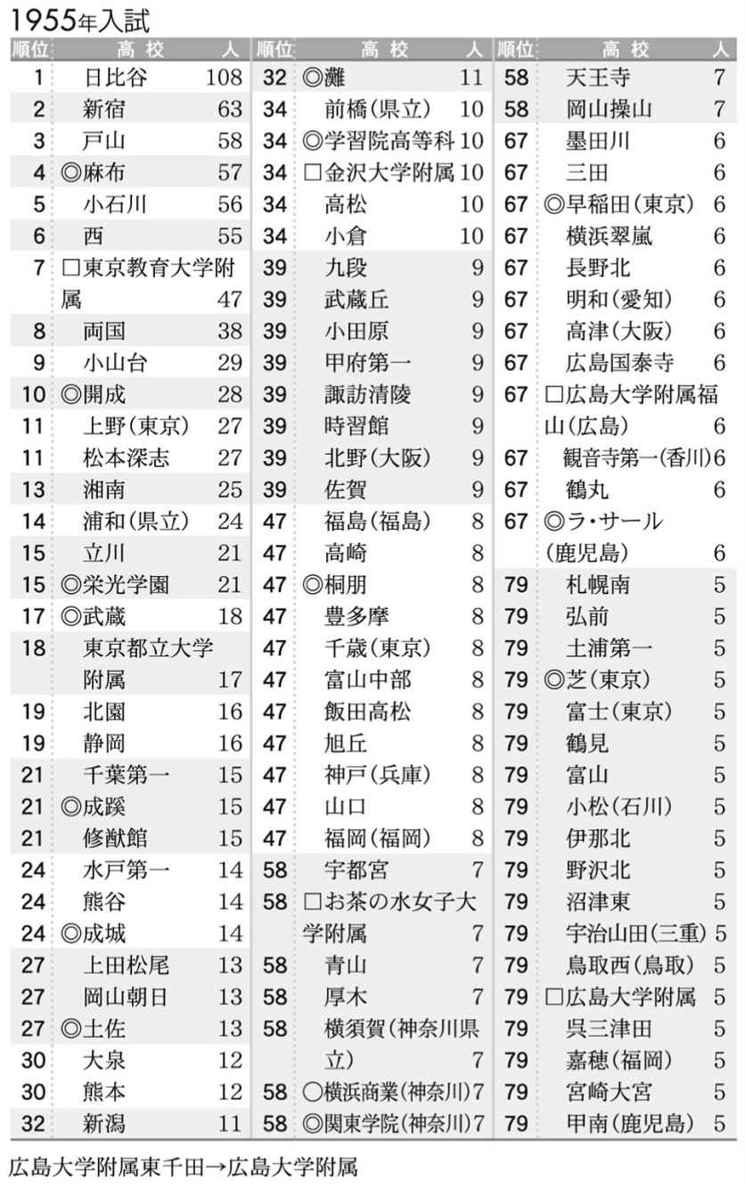 1955年入試
順位 高校 人
1 日比谷 108
2 新宿 63
3 戸山 58
4 ◎麻布 57
5 小石川 56
6 西 55
7 □東京教育大学附
属 47
8 両国 38
9 小山台 29
10 ◎開成 28
11 上野(東京) 27
11 松本深志 27
13 湘南 25
14 浦和(県立) 24
15 立川 21
15 ◎栄光学園 21
17 ◎武蔵 18
18 東京都立大学
附属 17
19 北園 16
19 静岡 16
21 千葉第一 15
21 ◎成蹊 15
21 修猷館 15
24 水戸第一 14
24 熊谷 14
24 ◎成城 14
27 上田松尾 13
27 岡山朝日 13
27 ◎土佐 13
30 大泉 12
30 熊本 12
32 新潟 11
順位 高校 人
32 ◎灘 11
34 前橋(県立) 10
34 ◎学習院高等科 10
34 □金沢大学附属 10
34 高松 10
34 小倉 10
39 九段 9
39 武蔵丘 9
39 小田原 9
39 甲府第一 9
39 諏訪清陵 9
39 時習館 9
39 北野(大阪) 9
39 佐賀 9
47 福島(福島) 8
47 高崎 8
47 ◎桐朋 8
47 豊多摩 8
47 千歳(東京) 8
47 富山中部 8
47 飯田高松 8
47 旭丘 8
47 神戸(兵庫) 8
47 山口 8
47 福岡(福岡) 8
58 宇都宮 7
58 □お茶の水女子大
学附属 7
58 青山 7
58 厚木 7
58 横須賀(神奈川県
立) 7
58 ○横浜商業(神奈川) 7
58 ◎関東学院(神奈川) 7
順位 高校 人
58 天王寺 7
58 岡山操山 7
67 墨田川 6
67 三田 6
67 ◎早稲田(東京) 6
67 横浜翠嵐 6
67 長野北 6
67 明和(愛知) 6
67 高津(大阪) 6
67 広島国泰寺 6
67 □広島大学附属福
山(広島) 6
67 観音寺第一(香川) 6
67 鶴丸 6
67 ◎ラ・サール
(鹿児島) 6
79 札幌南 5
79 弘前 5
79 土浦第一 5
79 ◎芝(東京) 5
79 富士(東京) 5
79 鶴見 5
79 富山 5
79 小松(石川) 5
79 伊那北 5
79 野沢北 5
79 沼津東 5
79 宇治山田(三重) 5
79 鳥取西(鳥取) 5
79 □広島大学附属 5
79 呉三津田 5
79 嘉穂(福岡) 5
79 宮崎大宮 5
79 甲南(鹿児島) 5
広島大学附属東千田→広島大学附属